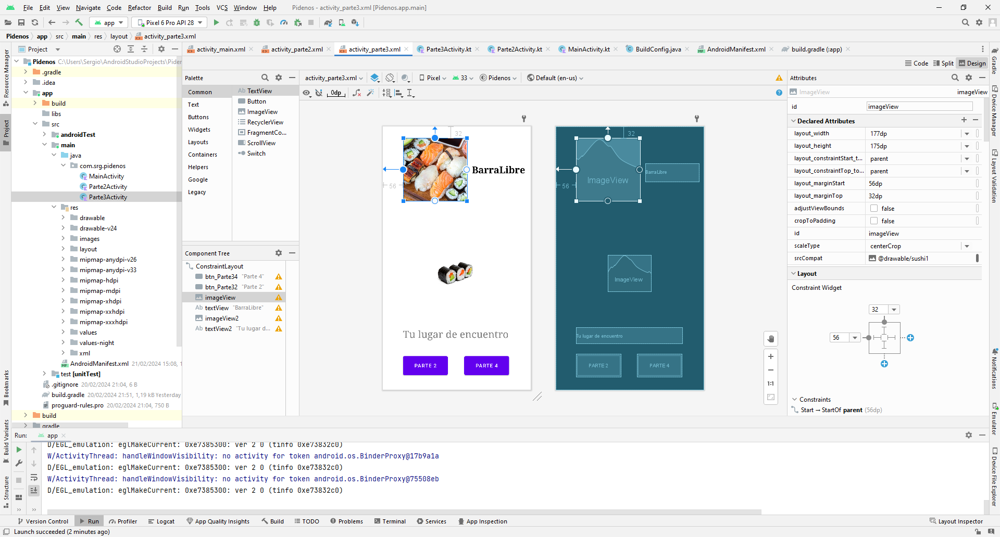 File Edit View Navigate Code Refactor Build Run Tools VCS Window Help Pidenos - activity_parte3.xml [Pidenos.app.main]
app Pixel 6 Pro API 28
Pidenos app src main res layout activity_parte3.xml
Project
activity_main.xml activity_parte2.xml activity_parte3.xml Parte3Activity.kt Parte2Activity.kt MainActivity.kt BuildConfig.java AndroidManifest.xml build.gradle (:app)
Code Split Design
Resource Manager
Project
Bookmarks
Build Variants
Structure
Pidenos C:\Users\Sergio\AndroidStudioProjects\Piden
.gradle
.idea
app
build
libs
src
androidTest
main
java
com.srg.pidenos
MainActivity
Parte2Activity
Parte3Activity
res
drawable
drawable-v24
images
layout
mipmap-anydpi-v26
mipmap-anydpi-v33
mipmap-hdpi
mipmap-mdpi
mipmap-xhdpi
mipmap-xxhdpi
mipmap-xxxhdpi
values
values-night
xml
AndroidManifest.xml 21/02/2024 15:08, 1
test [unitTest]
.gitignore 20/02/2024 21:04, 6 B
build.gradle 20/02/2024 21:51, 1,19 kB Yesterday
proguard-rules.pro 20/02/2024 21:04, 750 B
build
gradle
Palette
Common
Text
Buttons
Widgets
Layouts
Containers
Helpers
Google
Legacy
Ab TextView
Button
ImageView
RecyclerView
FragmentCo...
ScrollView
Switch
Component Tree
ConstraintLayout
btn_Parte34 "Parte 4"
btn_Parte32 "Parte 2"
imageView
Ab textView "BarraLibre"
imageView2
Ab textView2 "Tu lugar d...
activity_parte3.xml Pixel 33 Pidenos Default (en-us)
0dp
32
56
BarraLibre
Tu lugar de encuentro
PARTE 2 PARTE 4
32
56
ImageView
BarraLibre
ImageView
Tu lugar de encuentro
PARTE 2 PARTE 4
1:1
Attributes
ImageView imageView
id imageView
Declared Attributes
layout_width 177dp
layout_height 175dp
layout_constraintStart_t... parent
layout_constraintTop_to... parent
layout_marginStart 56dp
layout_marginTop 32dp
adjustViewBounds false
cropToPadding false
id imageView
scaleType centerCrop
srcCompat @drawable/sushi1
Layout
Constraint Widget
32
56
Constraints
Start → StartOf parent (56dp)
Gradle
Device Manager
Layout Validation
Notifications
Emulator
Device File Explorer
Run: app
D/EGL_emulation: eglMakeCurrent: 0xe7385300: ver 2 0 (tinfo 0xe73832c0)
W/ActivityThread: handleWindowVisibility: no activity for token android.os.BinderProxy@17b9a1a
D/EGL_emulation: eglMakeCurrent: 0xe7385300: ver 2 0 (tinfo 0xe73832c0)
W/ActivityThread: handleWindowVisibility: no activity for token android.os.BinderProxy@75508eb
D/EGL_emulation: eglMakeCurrent: 0xe7385300: ver 2 0 (tinfo 0xe73832c0)
Version Control Run Profiler Logcat App Quality Insights Build TODO Problems Terminal Services App Inspection Layout Inspector
Launch succeeded (2 minutes ago)